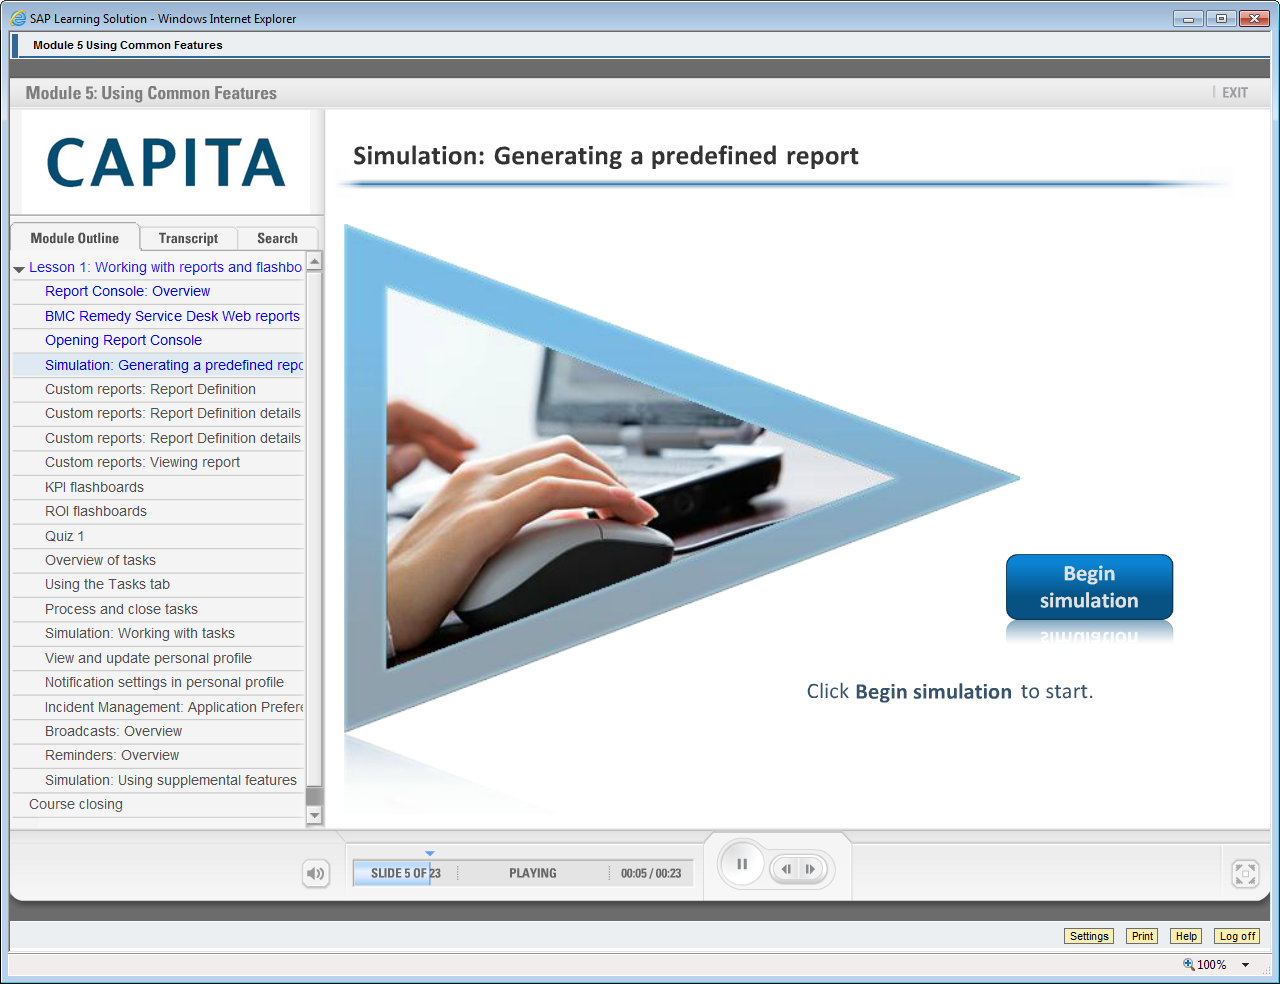 SAP Learning Solution - Windows Internet Explorer
Module 5 Using Common Features
Module 5: Using Common Features
EXIT
CAPITA
Module Outline
Transcript
Search
Lesson 1: Working with reports and flashbo
Report Console: Overview
BMC Remedy Service Desk Web reports
Opening Report Console
Simulation: Generating a predefined repo
Custom reports: Report Definition
Custom reports: Report Definition details
Custom reports: Report Definition details
Custom reports: Viewing report
KPI flashboards
ROI flashboards
Quiz 1
Overview of tasks
Using the Tasks tab
Process and close tasks
Simulation: Working with tasks
View and update personal profile
Notification settings in personal profile
Incident Management: Application Prefere
Broadcasts: Overview
Reminders: Overview
Simulation: Using supplemental features
Course closing
Simulation: Generating a predefined report
Begin
simulation
Click Begin simulation to start.
SLIDE 5 OF 23
PLAYING
00:05 / 00:23
Settings
Print
Help
Log off
100%